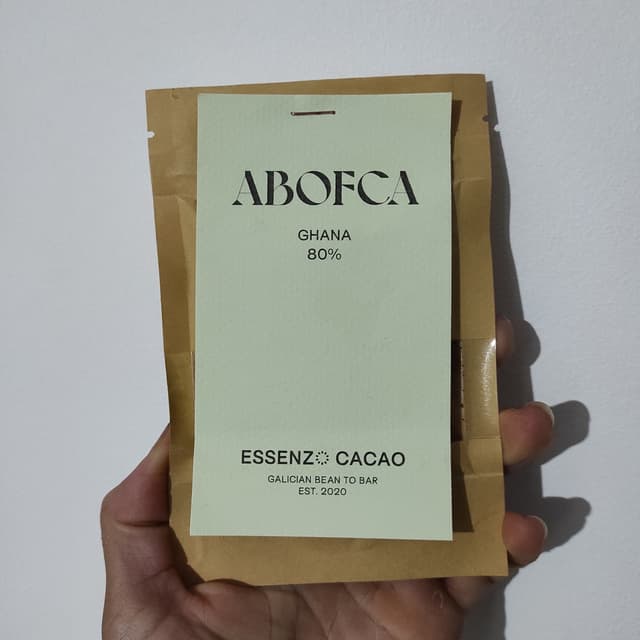 ABOFCA
GHANA
80%
ESSENZO CACAO
GALICIAN BEAN TO BAR
EST. 2020